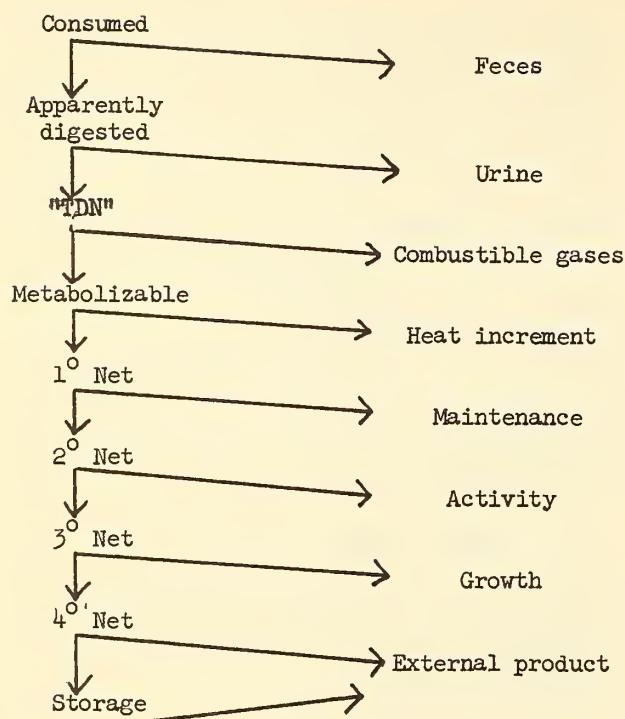 Consumed
Feces
Apparently
digested
Urine
"TDN"
Combustible gases
Metabolizable
Heat increment
1° Net
Maintenance
2° Net
Activity
3° Net
Growth
4° Net
External product
Storage